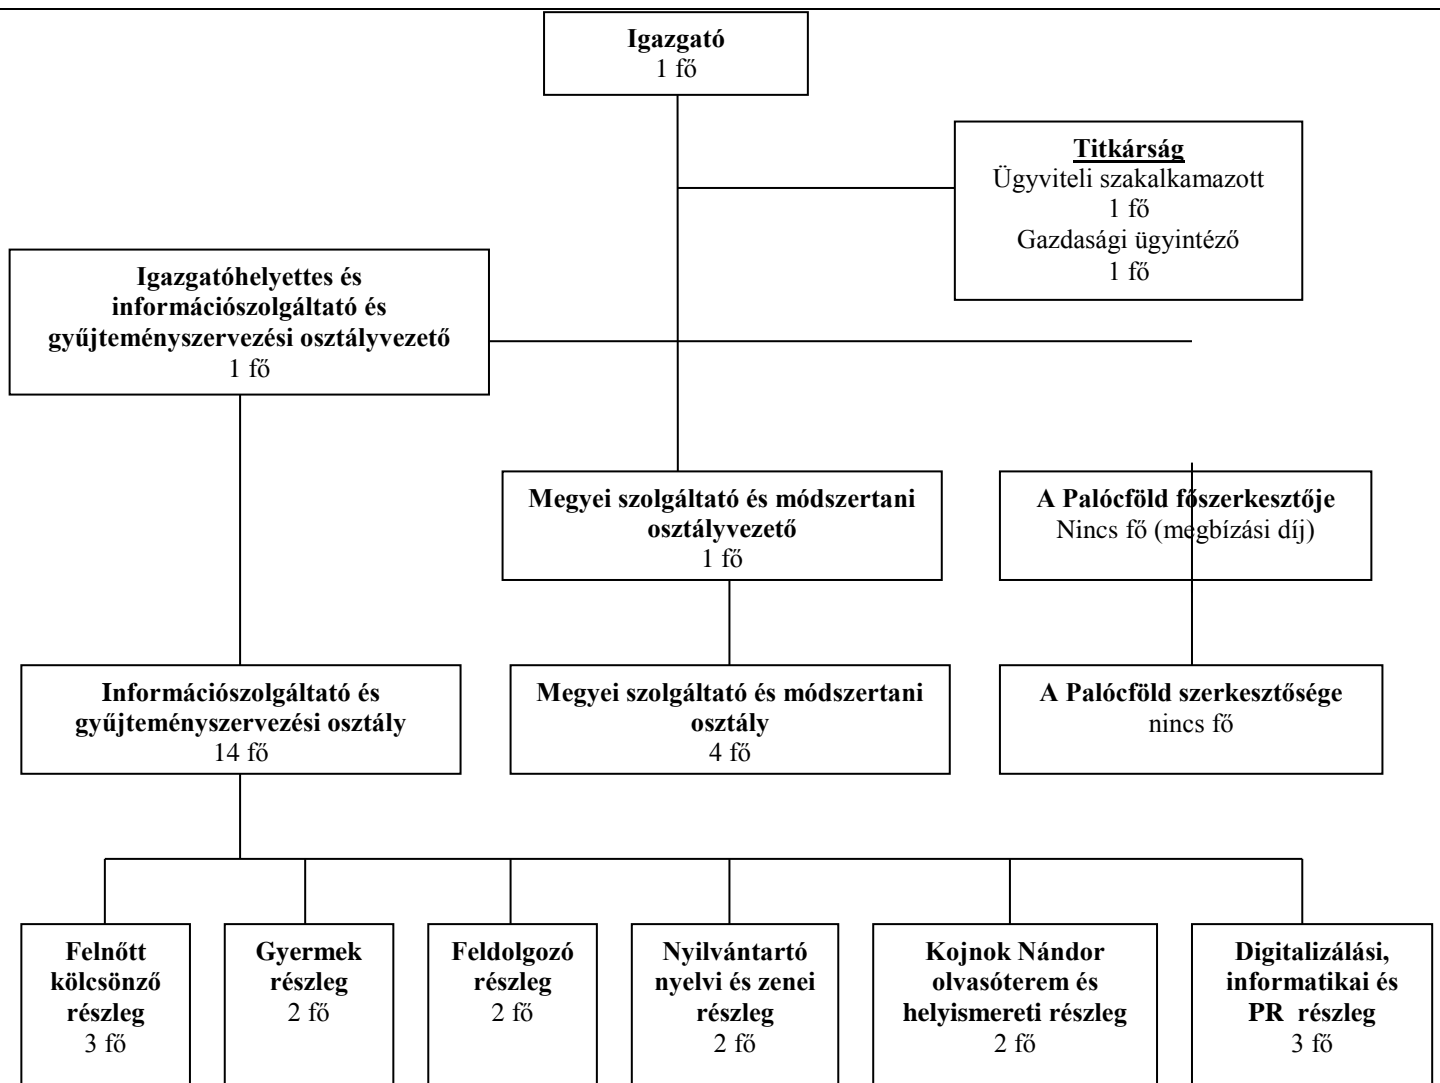 Igazgató
1 fő
Titkárság
Ügyviteli szakalkamazott
1 fő
Gazdasági ügyintéző
1 fő
Igazgatóhelyettes és
információszolgáltató és
gyűjteményszervezési osztályvezető
1 fő
Megyei szolgáltató és módszertani
osztályvezető
1 fő
A Palócföld főszerkesztője
Nincs fő (megbízási díj)
Információszolgáltató és
gyűjteményszervezési osztály
14 fő
Megyei szolgáltató és módszertani
osztály
4 fő
A Palócföld szerkesztősége
nincs fő
Felnőtt
kölcsönző
részleg
3 fő
Gyermek
részleg
2 fő
Feldolgozó
részleg
2 fő
Nyilvántartó
nyelvi és zenei
részleg
2 fő
Kojnok Nándor
olvasóterem és
helyismereti részleg
2 fő
Digitalizálási,
informatikai és
PR részleg
3 fő